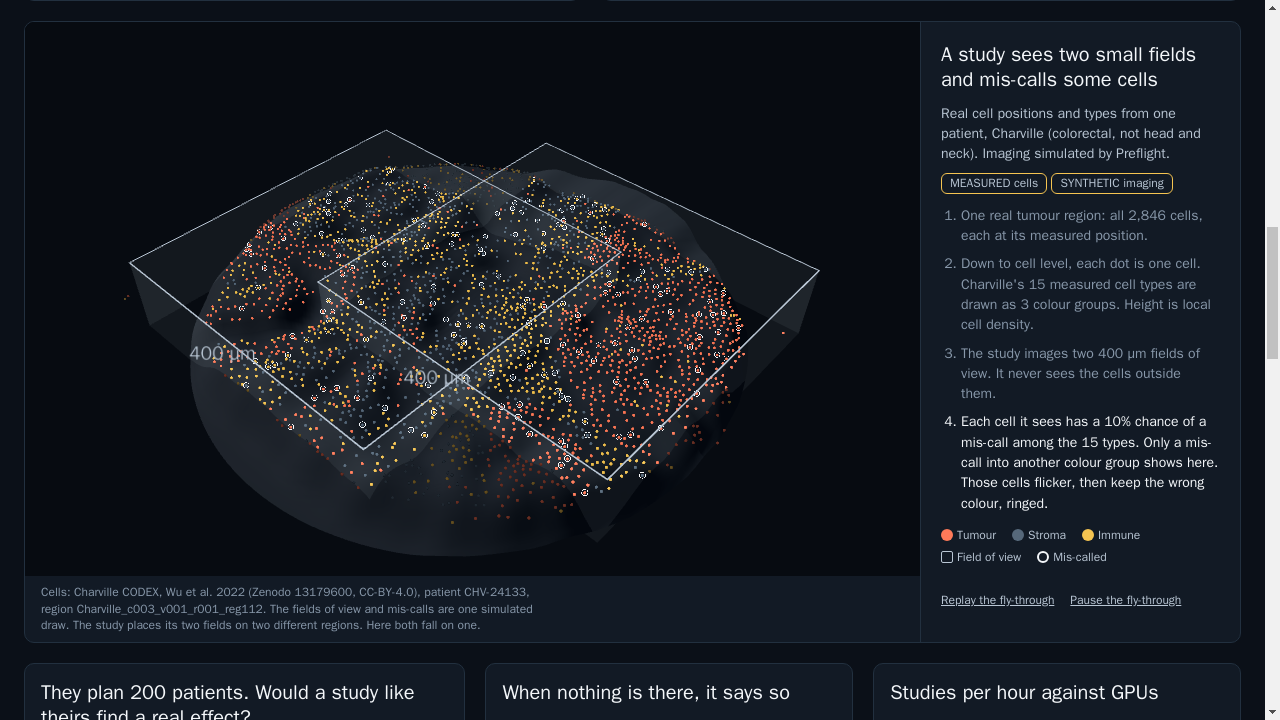 400 µm
400 µm
Cells: Charville CODEX, Wu et al. 2022 (Zenodo 13179600, CC-BY-4.0), patient CHV-24133,
region Charville_c003_v001_r001_reg112. The fields of view and mis-calls are one simulated
draw. The study places its two fields on two different regions. Here both fall on one.
A study sees two small fields
and mis-calls some cells
Real cell positions and types from one
patient, Charville (colorectal, not head and
neck). Imaging simulated by Preflight.
MEASURED cells SYNTHETIC imaging
1. One real tumour region: all 2,846 cells,
each at its measured position.
2. Down to cell level, each dot is one cell.
Charville's 15 measured cell types are
drawn as 3 colour groups. Height is local
cell density.
3. The study images two 400 µm fields of
view. It never sees the cells outside
them.
4. Each cell it sees has a 10% chance of a
mis-call among the 15 types. Only a mis-
call into another colour group shows here.
Those cells flicker, then keep the wrong
colour, ringed.
Tumour Stroma Immune
Field of view Mis-called
Replay the fly-through Pause the fly-through
They plan 200 patients. Would a study like
theirs find a real effect?
When nothing is there, it says so
Studies per hour against GPUs